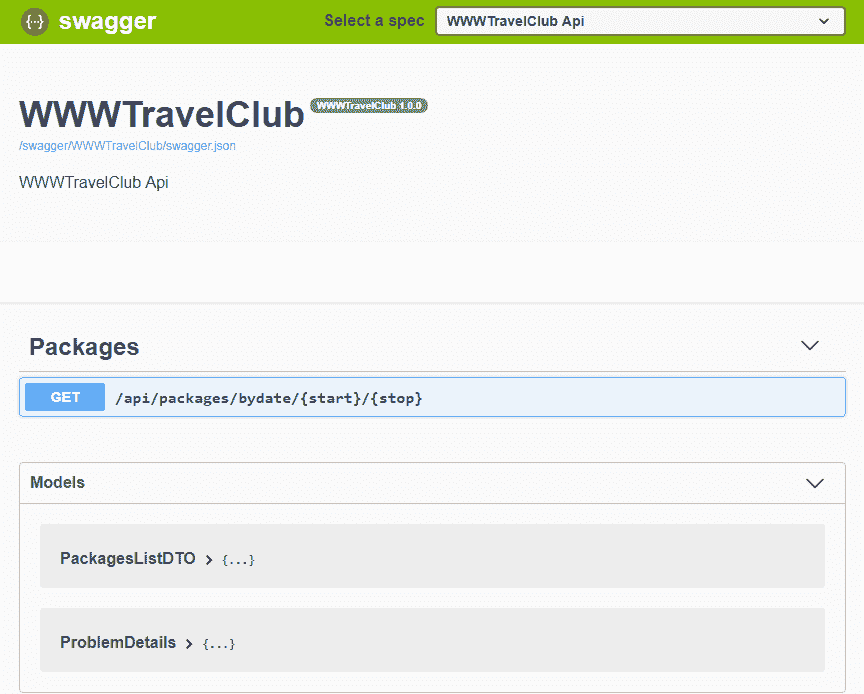 {··} swagger Select a spec WWWTravelClub Api
WWWTravelClub WWWTravelClub 1.0.0
/swagger/WWWTravelClub/swagger.json
WWWTravelClub Api
Packages
GET /api/packages/bydate/{start}/{stop}
Models
PackagesListDTO > {...}
ProblemDetails > {...}